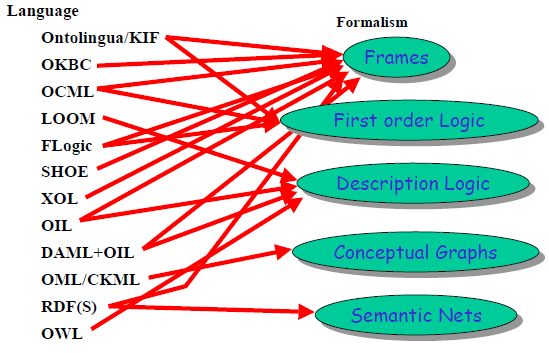 Language
Formalism
Ontolingua/KIF
OKBC
OCML
LOOM
FLogic
SHOE
XOL
OIL
DAML+OIL
OML/CKML
RDF(S)
OWL
Frames
First order Logic
Description Logic
Conceptual Graphs
Semantic Nets